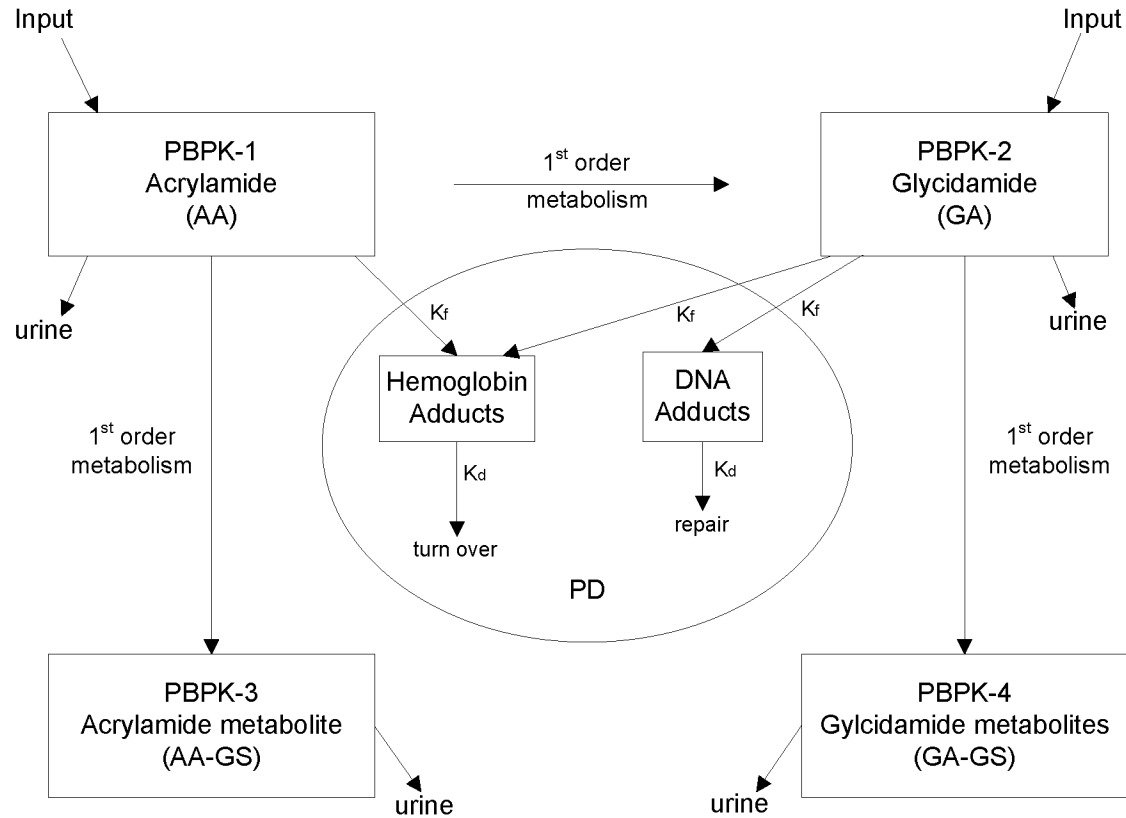 Input
Input
PBPK-1
Acrylamide
(AA)
1st order
metabolism
PBPK-2
Glycidamide
(GA)
urine
Kf
Kf
Kf
urine
Hemoglobin
Adducts
DNA
Adducts
1st order
metabolism
Kd
Kd
1st order
metabolism
turn over
repair
PD
PBPK-3
Acrylamide metabolite
(AA-GS)
PBPK-4
Gylcidamide metabolites
(GA-GS)
urine
urine